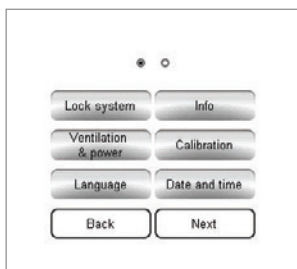 Lock system
Info
Ventilation
& power
Calibration
Language
Date and time
Back
Next